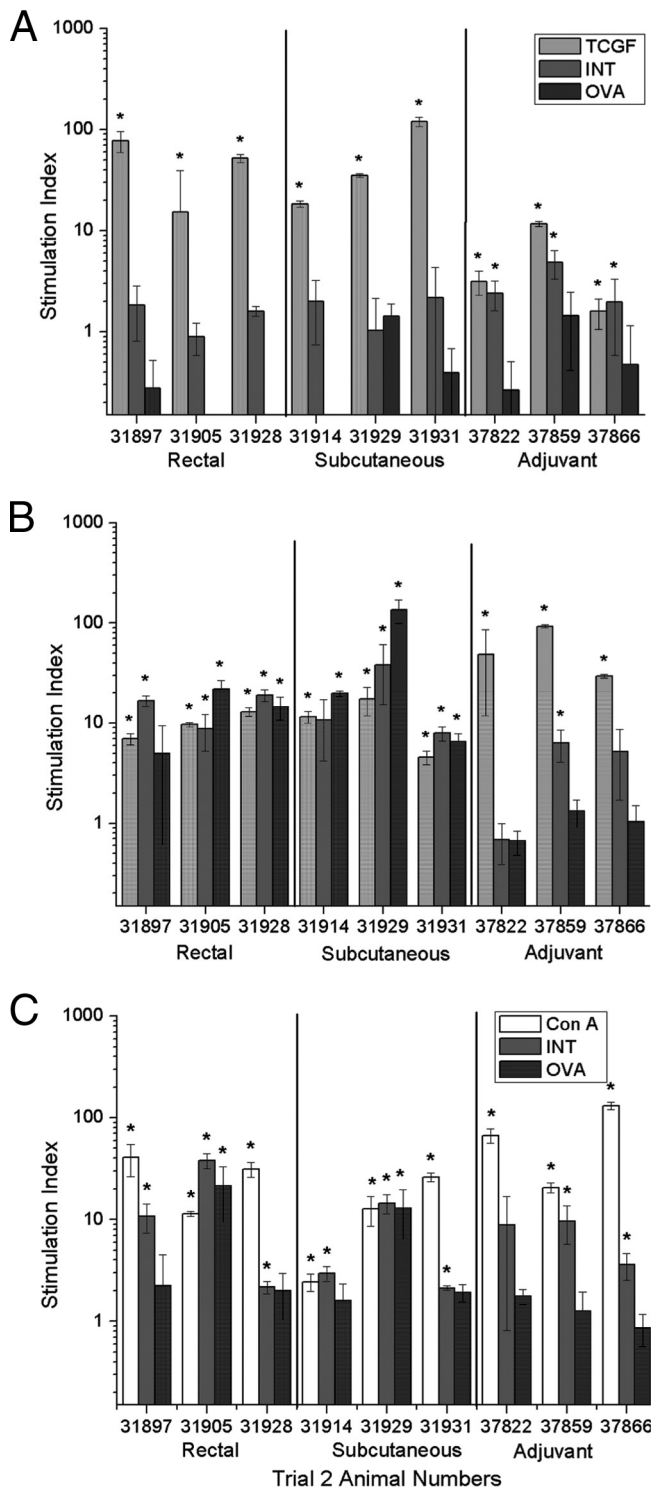 A
1000
100
10
1
Stimulation Index
TCGF
INT
OVA
* * * * * * * * * * * *
31897 31905 31928 31914 31929 31931 37822 37859 37866
Rectal Subcutaneous Adjuvant
B
1000
100
10
1
Stimulation Index
* * * * * * * * * * * * * * * * * * * *
31897 31905 31928 31914 31929 31931 37822 37859 37866
Rectal Subcutaneous Adjuvant
C
1000
100
10
1
Stimulation Index
Con A
INT
OVA
* * * * * * * * * * * * * * * * * * *
31897 31905 31928 31914 31929 31931 37822 37859 37866
Rectal Subcutaneous Adjuvant
Trial 2 Animal Numbers